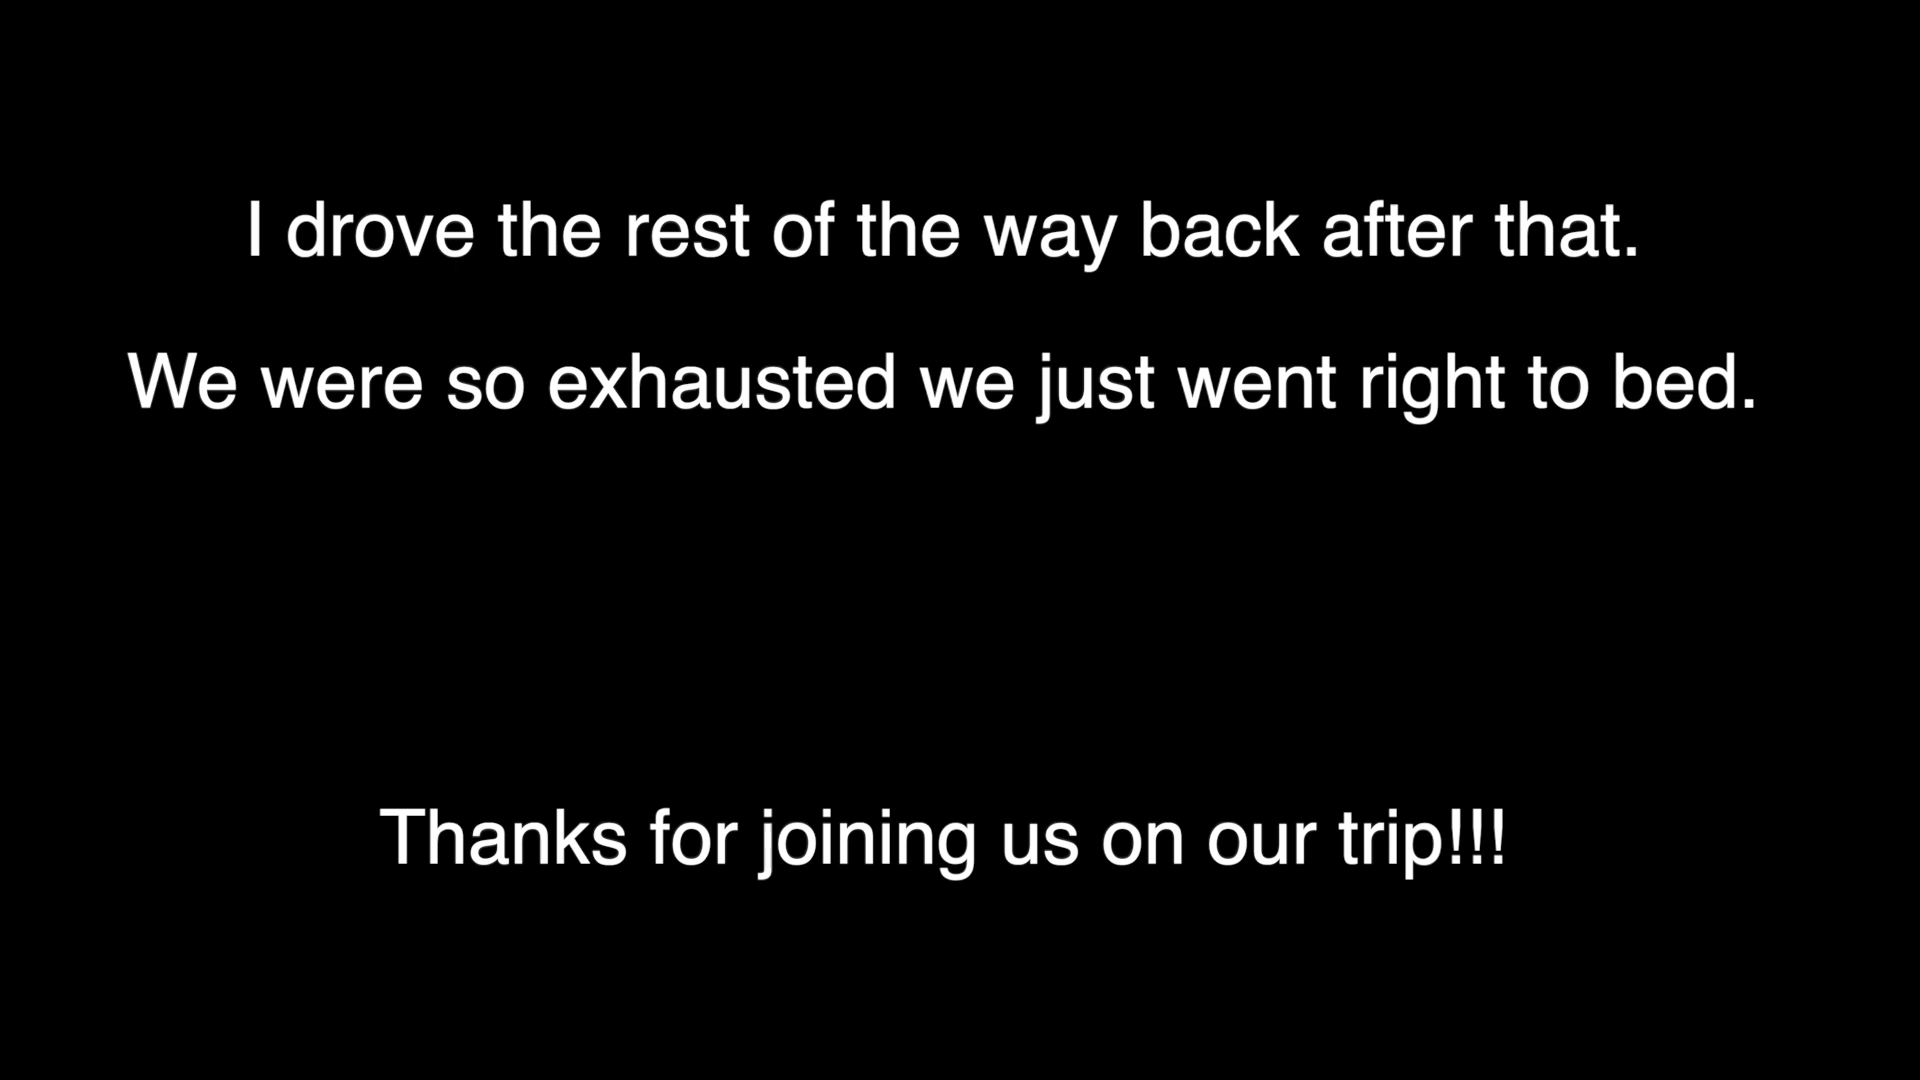 I drove the rest of the way back after that.
We were so exhausted we just went right to bed.
Thanks for joining us on our trip!!!